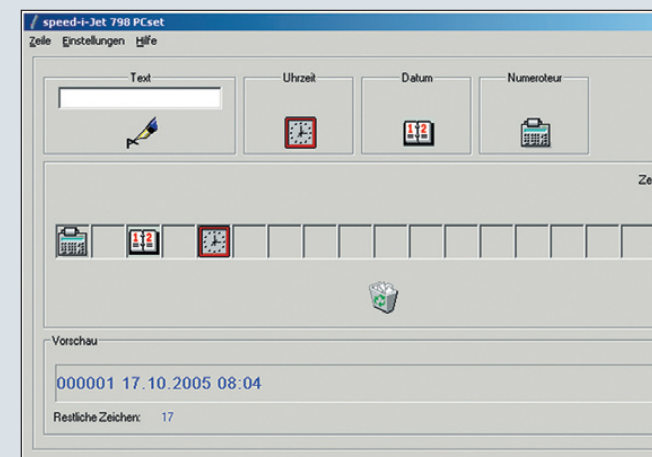 speed-i-Jet 798 PCset
Zeile Einstellungen Hilfe
Text Uhrzeit Datum Numeroteur
Ze
Vorschau
000001 17.10.2005 08:04
Restliche Zeichen: 17